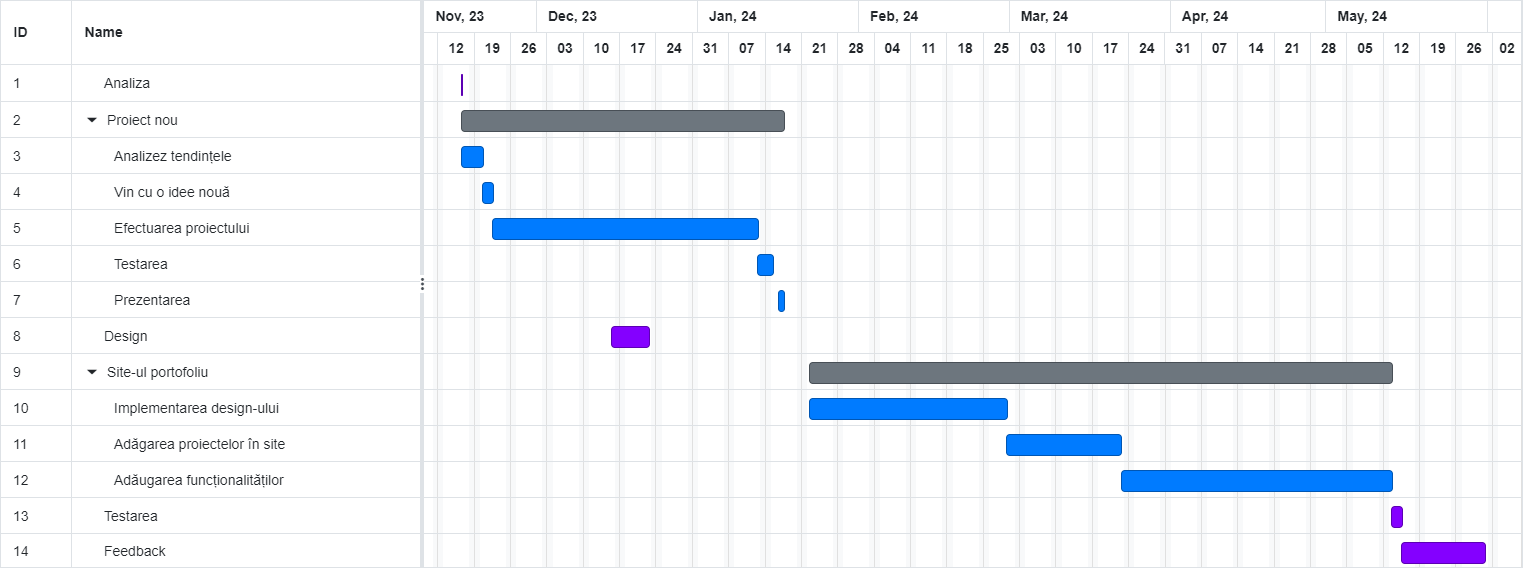 ID Name Nov, 23 Dec, 23 Jan, 24 Feb, 24 Mar, 24 Apr, 24 May, 24
12 19 26 03 10 17 24 31 07 14 21 28 04 11 18 25 03 10 17 24 31 07 14 21 28 05 12 19 26 02
1 Analiza
2 Proiect nou
3 Analizez tendințele
4 Vin cu o idee nouă
5 Efectuarea proiectului
6 Testarea
7 Prezentarea
8 Design
9 Site-ul portofoliu
10 Implementarea design-ului
11 Adăgarea proiectelor în site
12 Adăugarea funcționalităților
13 Testarea
14 Feedback